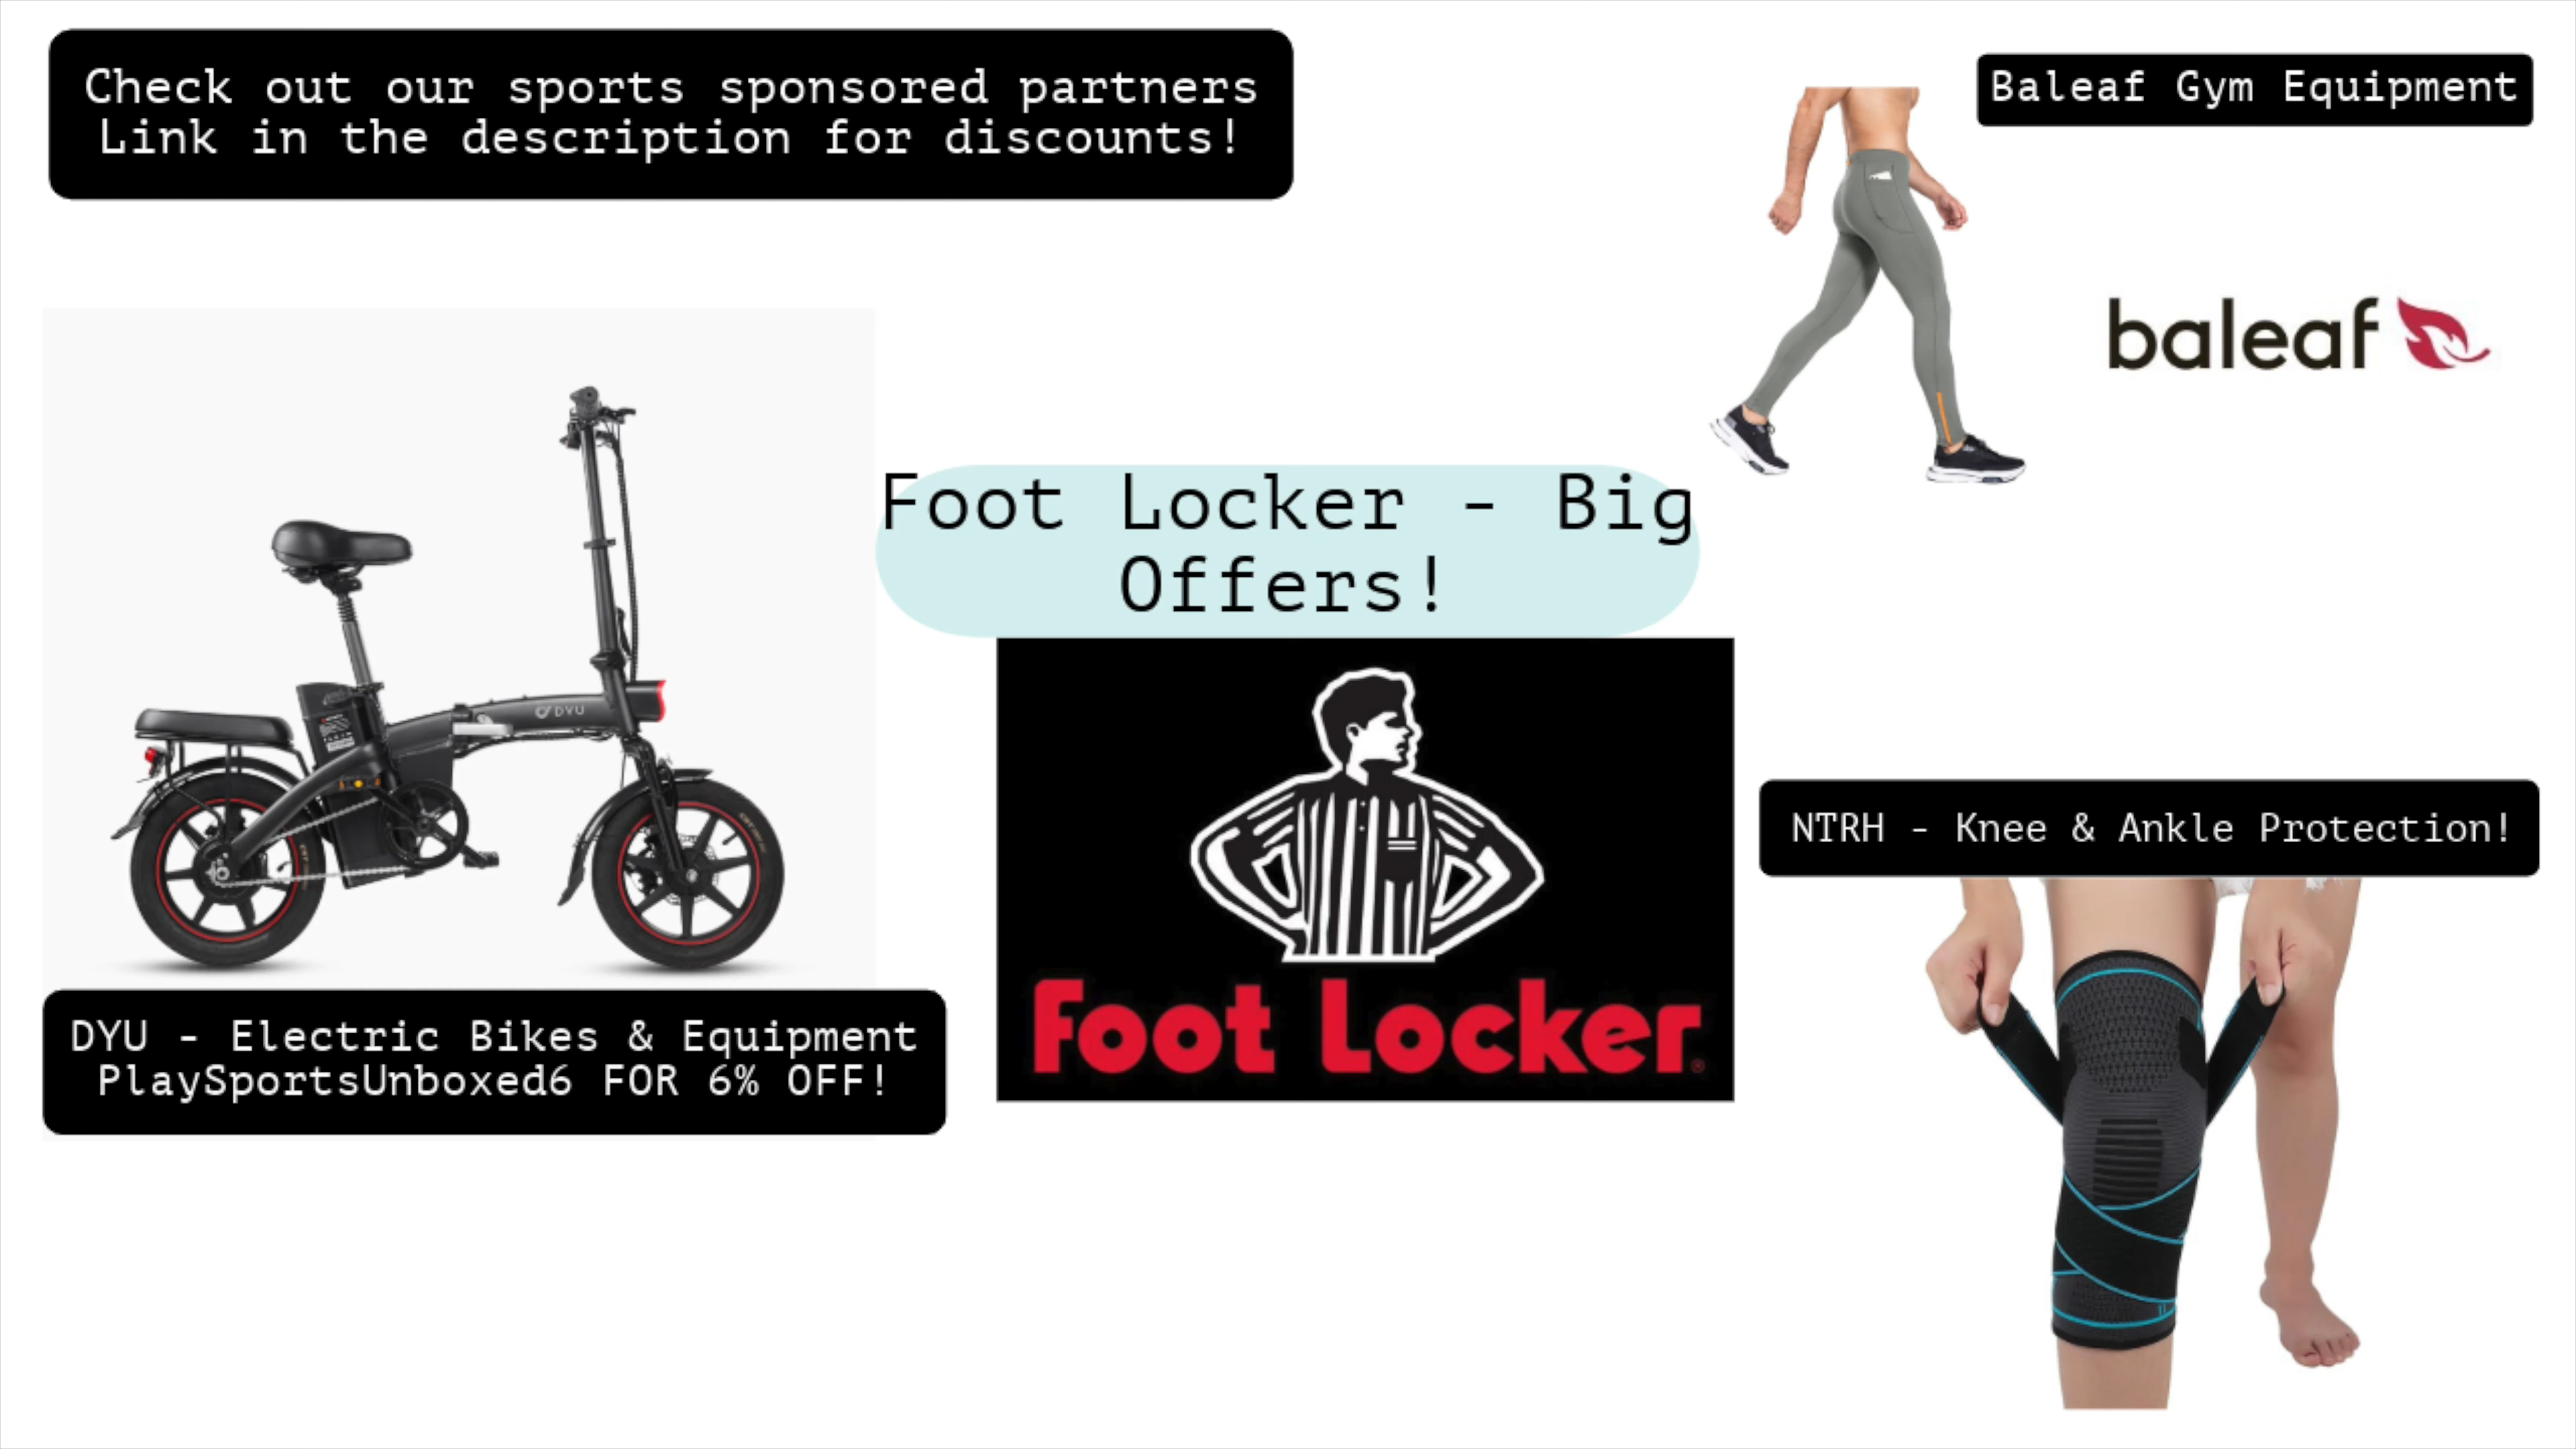 Check out our sports sponsored partners
Link in the description for discounts!
Baleaf Gym Equipment
baleaf
Foot Locker - Big
Offers!
DYU
Foot Locker®
NTRH - Knee & Ankle Protection!
DYU - Electric Bikes & Equipment
PlaySportsUnboxed6 FOR 6% OFF!